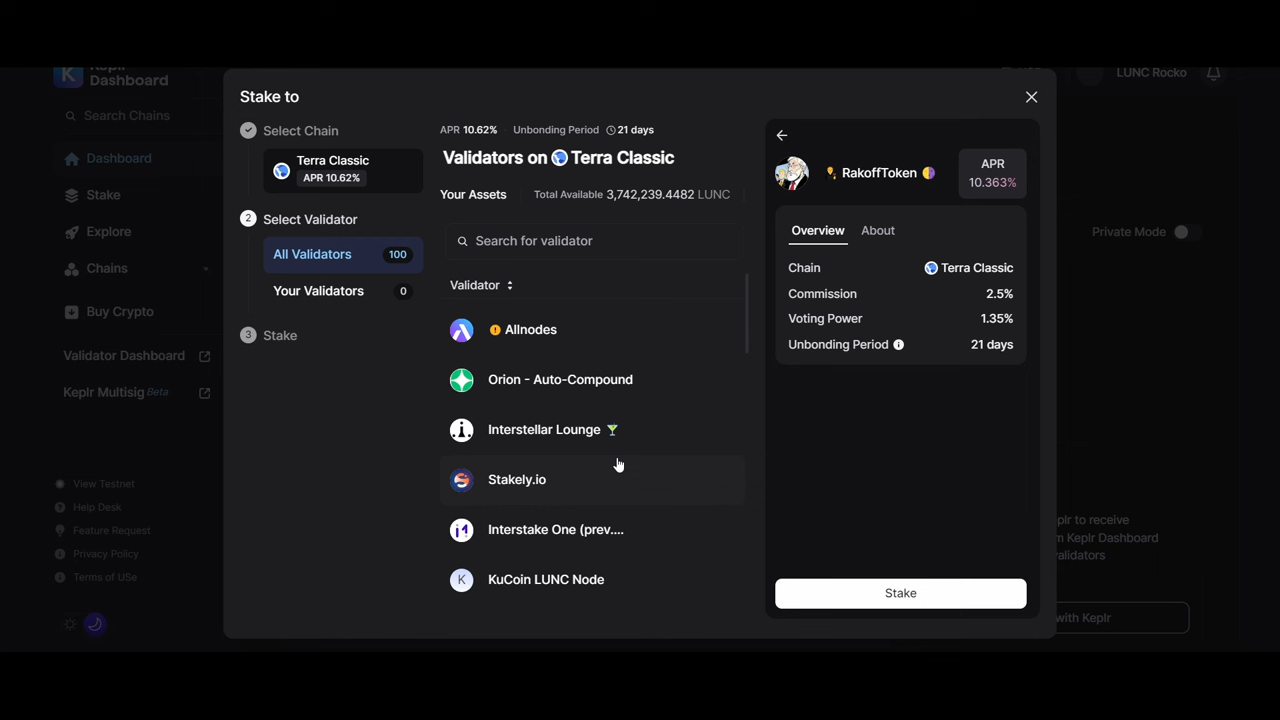 Keplr
Dashboard
Search Chains
Dashboard
Stake
Explore
Chains
Buy Crypto
Validator Dashboard
Keplr Multisig Beta
View Testnet
Help Desk
Feature Request
Privacy Policy
Terms of USe
Stake to
Select Chain
Terra Classic
APR 10.62%
2 Select Validator
All Validators 100
Your Validators 0
3 Stake
APR 10.62% Unbonding Period 21 days
Validators on Terra Classic
Your Assets Total Available 3,742,239.4482 LUNC
Search for validator
Validator
Allnodes
Orion - Auto-Compound
Interstellar Lounge
Stakely.io
Interstake One (prev....
K KuCoin LUNC Node
RakoffToken
APR
10.363%
Overview About
Chain Terra Classic
Commission 2.5%
Voting Power 1.35%
Unbonding Period 21 days
Stake
LUNC Rocko
Private Mode
plr to receive
Keplr Dashboard
alidators
with Keplr